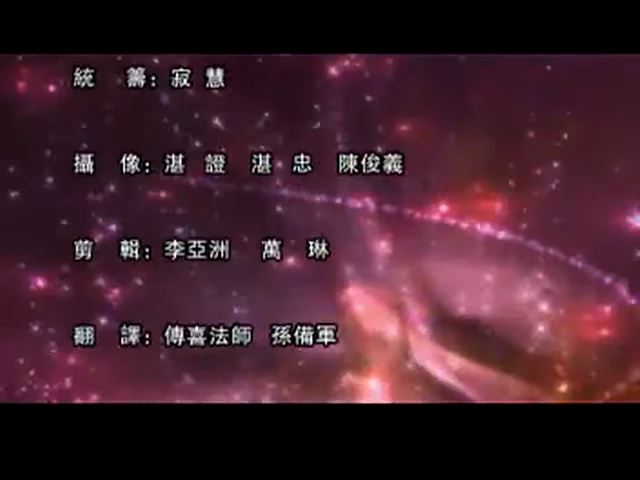 統 籌: 寂 慧
攝 像: 湛 證 湛 忠 陳俊義
剪 輯: 李亞洲 萬 琳
翻 譯: 傳喜法師 孫備軍